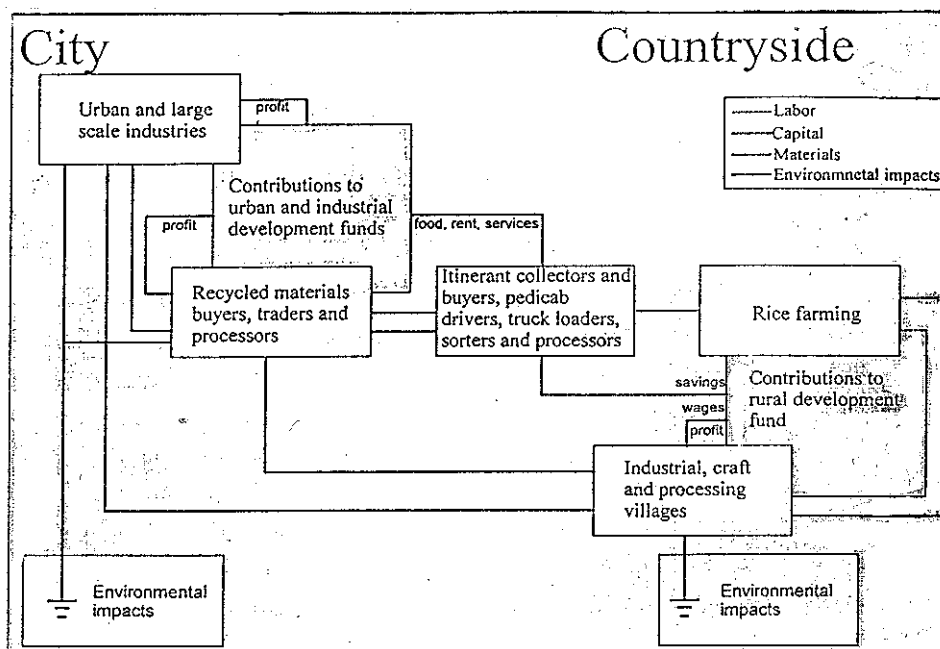 City
Countryside
Urban and large
scale industries
profit
Labor
Capital
Materials
Environmnetal impacts
Contributions to
urban and industrial
development funds
profit
food, rent, services
Recycled materials
buyers, traders and
processors
Itinerant collectors and
buyers, pedicab
drivers, truck loaders,
sorters and processors
Rice farming
savings
wages
profit
Contributions to
rural development
fund
Industrial, craft
and processing
villages
Environmental
impacts
Environmental
impacts